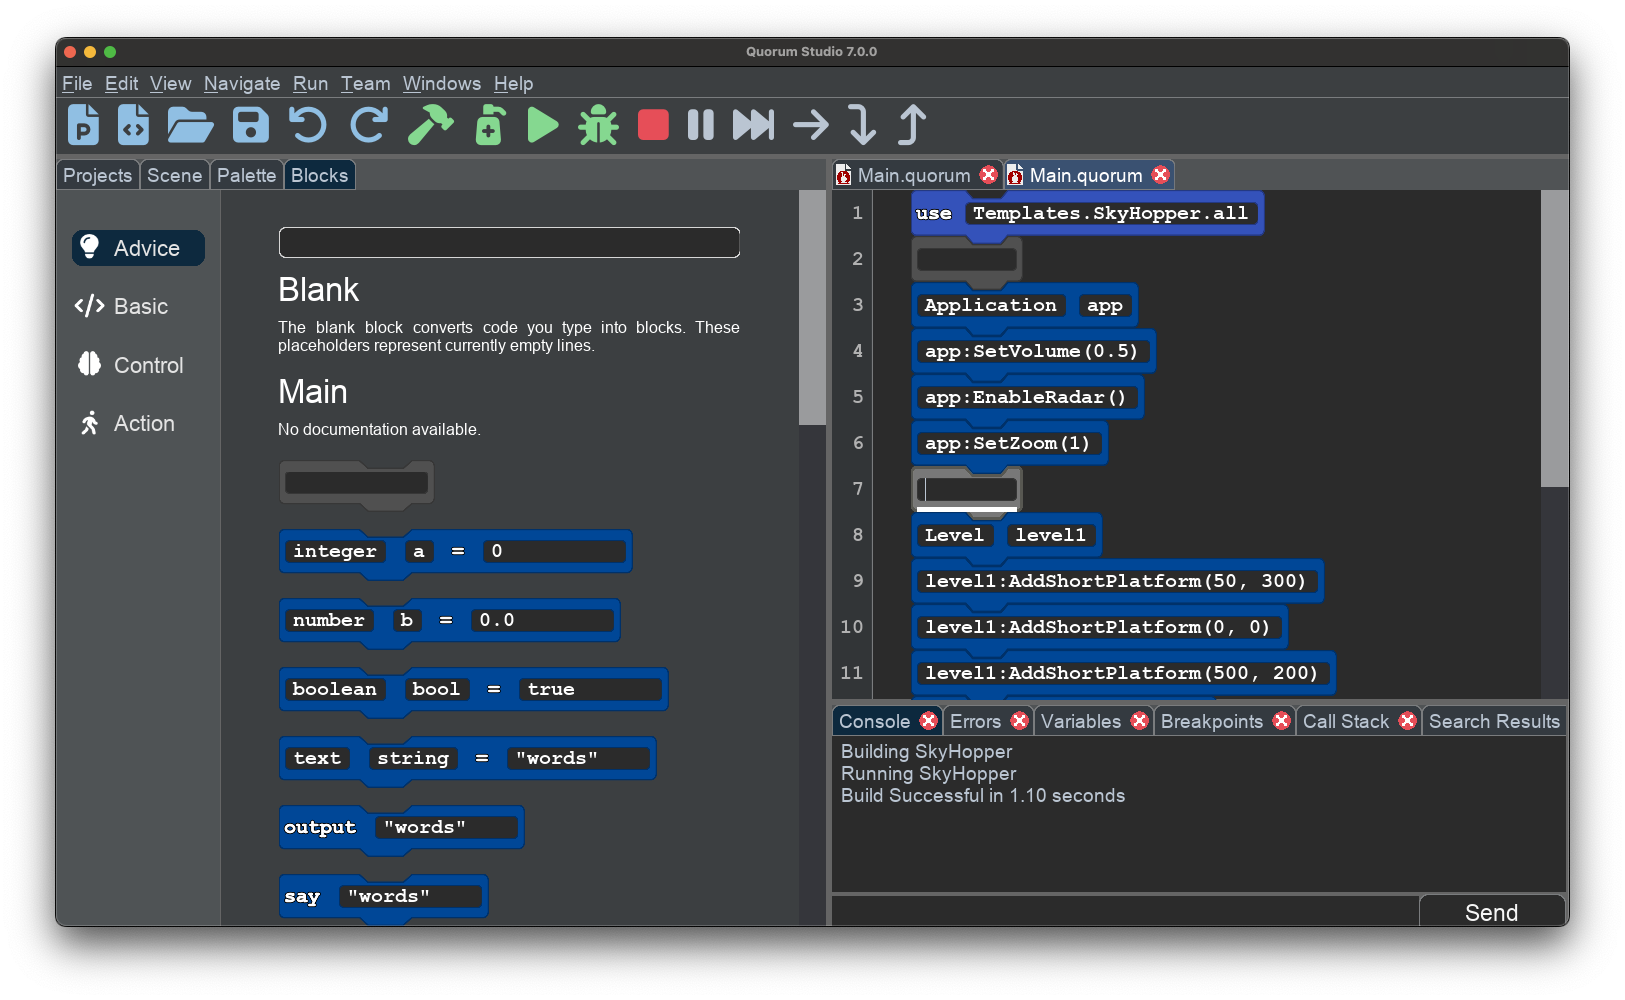 Quorum Studio 7.0.0
File Edit View Navigate Run Team Windows Help
Projects Scene Palette Blocks
Advice
Basic
Control
Action
Blank
The blank block converts code you type into blocks. These
placeholders represent currently empty lines.
Main
No documentation available.
integer a = 0
number b = 0.0
boolean bool = true
text string = "words"
output "words"
say "words"
Main.quorum Main.quorum
1 use Templates.SkyHopper.all
2
3 Application app
4 app:SetVolume(0.5)
5 app:EnableRadar()
6 app:SetZoom(1)
7
8 Level level1
9 level1:AddShortPlatform(50, 300)
10 level1:AddShortPlatform(0, 0)
11 level1:AddShortPlatform(500, 200)
Console Errors Variables Breakpoints Call Stack Search Results
Building SkyHopper
Running SkyHopper
Build Successful in 1.10 seconds
Send